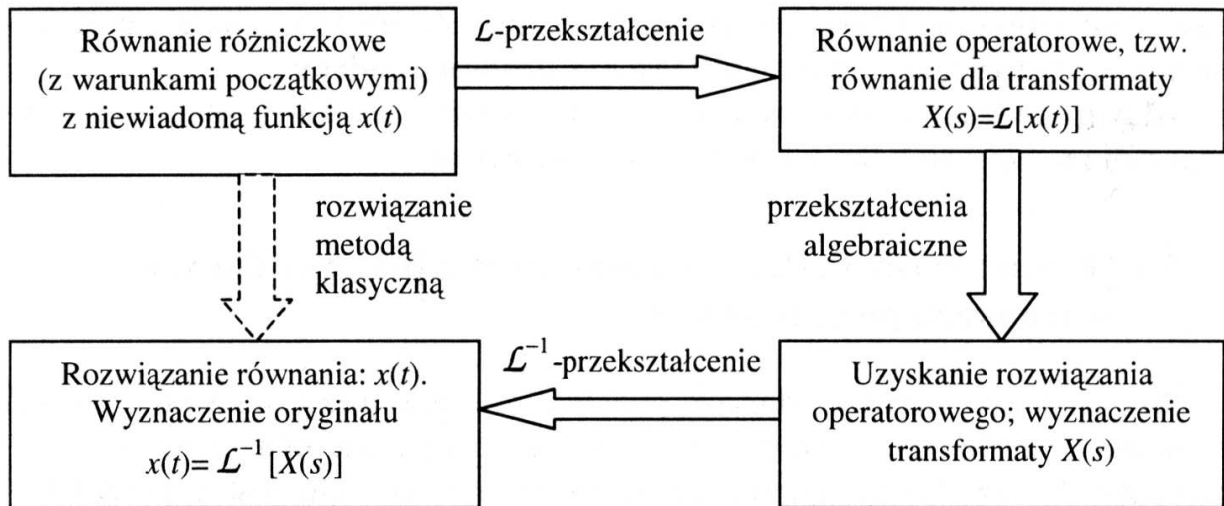 Równanie różniczkowe
(z warunkami początkowymi)
z niewiadomą funkcją x(t)
ℒ-przekształcenie
Równanie operatorowe, tzw.
równanie dla transformaty
X(s)=ℒ[x(t)]
rozwiązanie
metodą
klasyczną
przekształcenia
algebraiczne
Rozwiązanie równania: x(t).
Wyznaczenie oryginału
x(t)= ℒ⁻¹ [X(s)]
ℒ⁻¹ -przekształcenie
Uzyskanie rozwiązania
operatorowego; wyznaczenie
transformaty X(s)